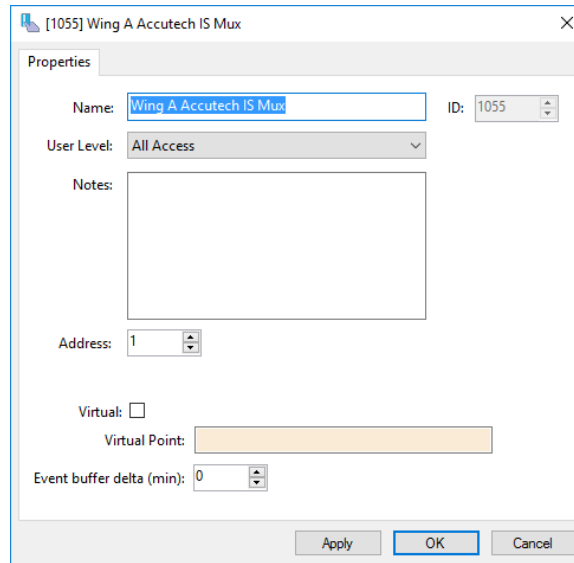 [1055] Wing A Accutech IS Mux
Properties
Name: Wing A Accutech IS Mux ID: 1055
User Level: All Access
Notes:
Address: 1
Virtual:
Virtual Point:
Event buffer delta (min): 0
Apply OK Cancel